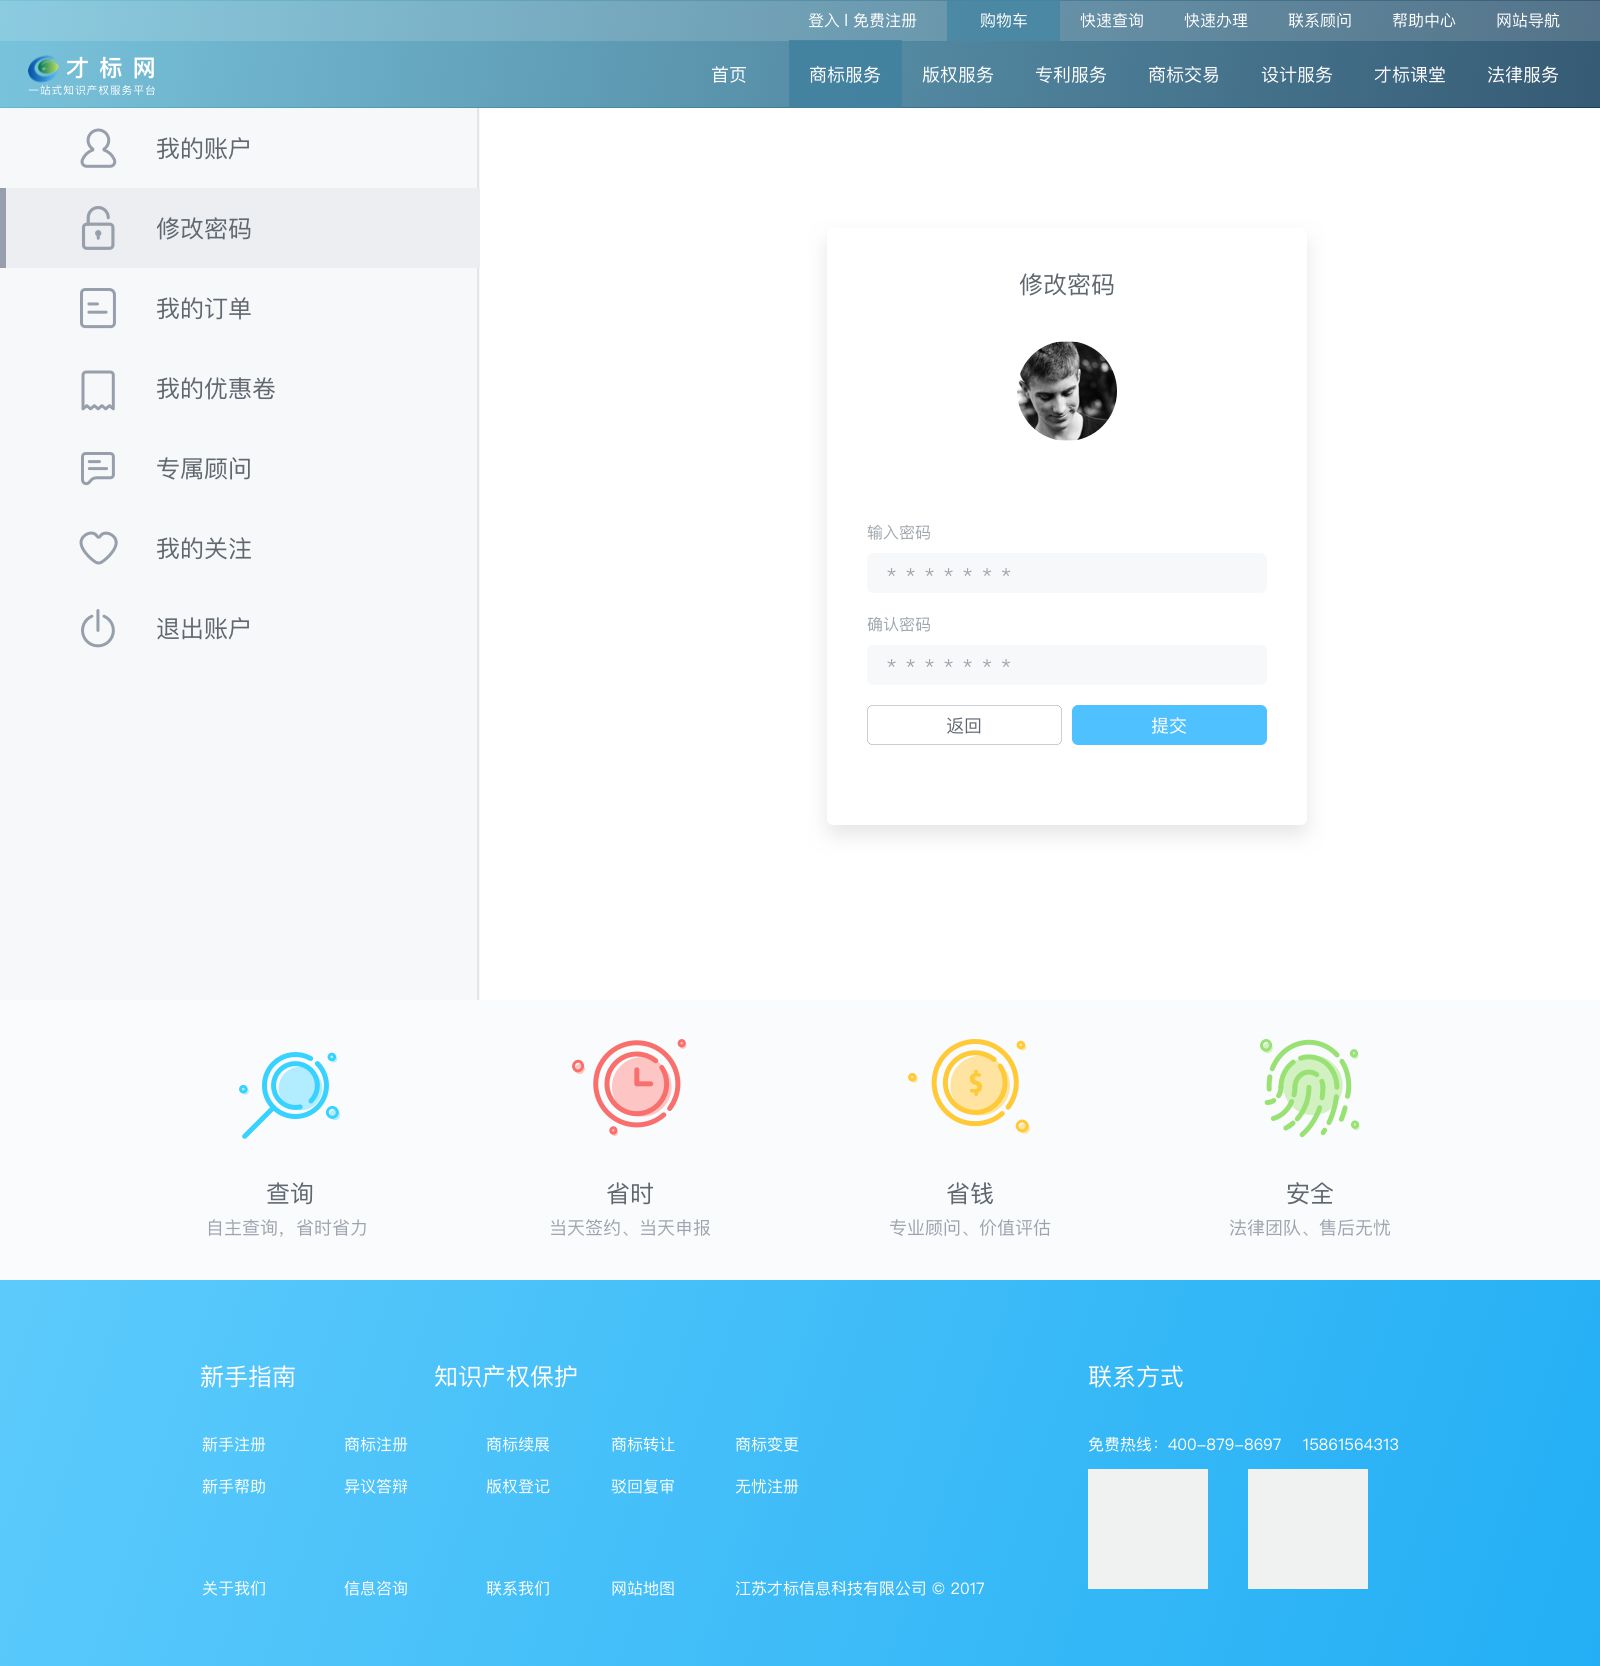 登入 | 免费注册
购物车
快速查询
快速办理
联系顾问
帮助中心
网站导航
才标网
一站式知识产权服务平台
首页
商标服务
版权服务
专利服务
商标交易
设计服务
才标课堂
法律服务
我的账户
修改密码
我的订单
我的优惠卷
专属顾问
我的关注
退出账户
修改密码
输入密码
* * * * * * *
确认密码
* * * * * * *
返回
提交
$
查询
自主查询，省时省力
省时
当天签约、当天申报
省钱
专业顾问、价值评估
安全
法律团队、售后无忧
新手指南
知识产权保护
联系方式
新手注册
商标注册
商标续展
商标转让
商标变更
免费热线：400-879-8697 15861564313
新手帮助
异议答辩
版权登记
驳回复审
无忧注册
关于我们
信息咨询
联系我们
网站地图
江苏才标信息科技有限公司 © 2017